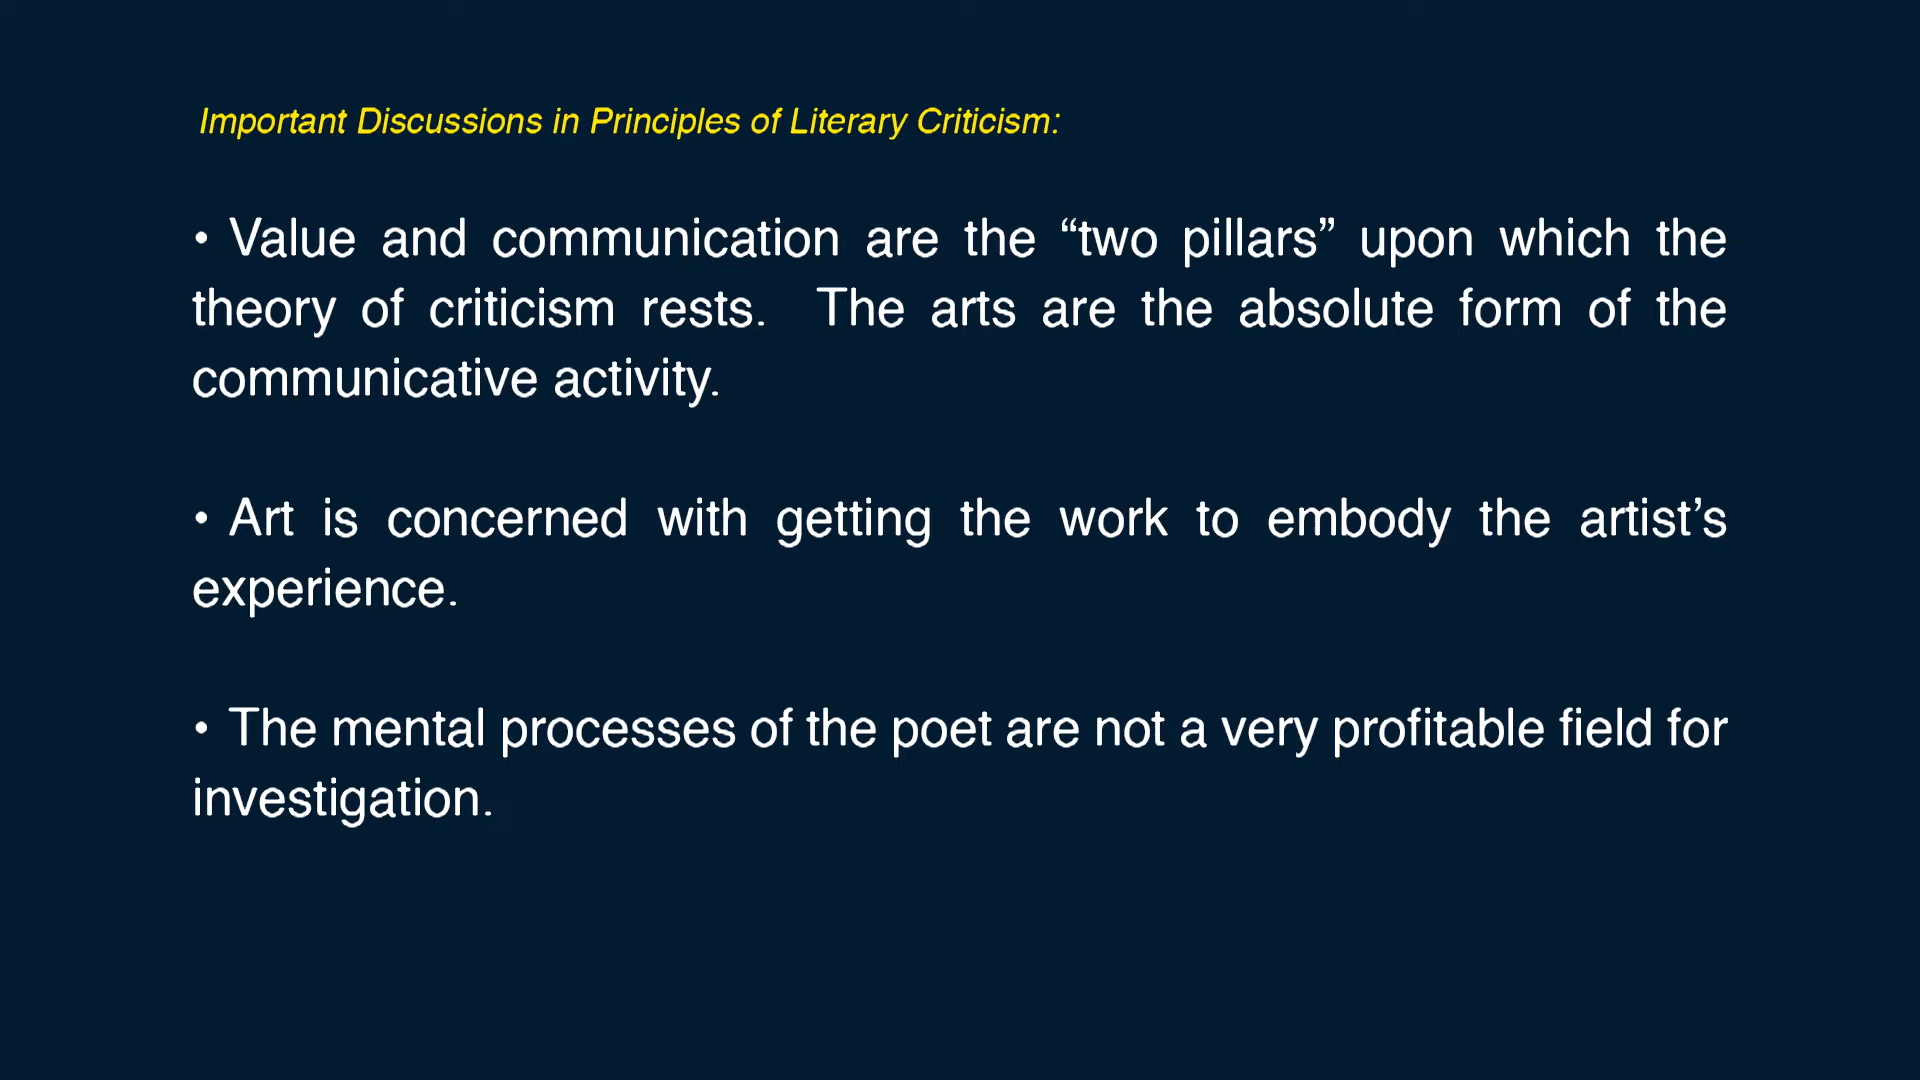 Important Discussions in Principles of Literary Criticism:
• Value and communication are the “two pillars” upon which the
theory of criticism rests.  The arts are the absolute form of the
communicative activity.
• Art is concerned with getting the work to embody the artist’s
experience.
• The mental processes of the poet are not a very profitable field for
investigation.